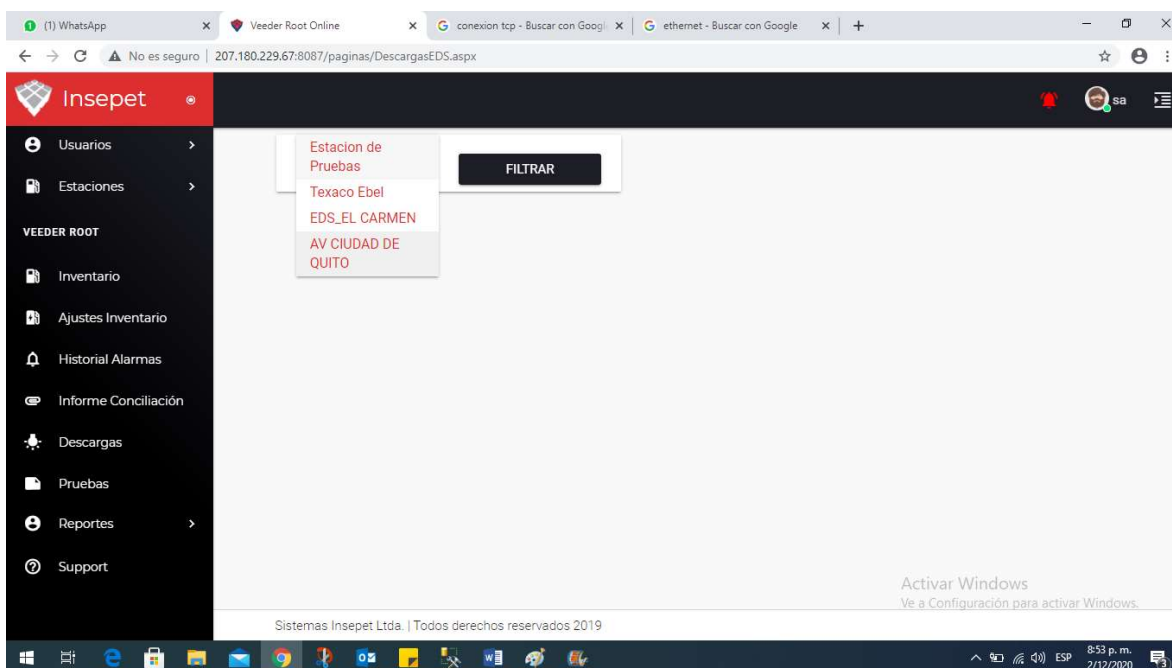 (1) WhatsApp
Veeder Root Online
conexion tcp - Buscar con Googl
ethernet - Buscar con Google
No es seguro | 207.180.229.67:8087/paginas/DescargasEDS.aspx
Insepet
sa
Usuarios
Estaciones
VEEDER ROOT
Inventario
Ajustes Inventario
Historial Alarmas
Informe Conciliación
Descargas
Pruebas
Reportes
Support
Estacion de
Pruebas
Texaco Ebel
EDS_EL CARMEN
AV CIUDAD DE
QUITO
FILTRAR
Activar Windows
Ve a Configuración para activar Windows.
Sistemas Insepet Ltda. | Todos derechos reservados 2019
ESP
8:53 p. m.
2/12/2020